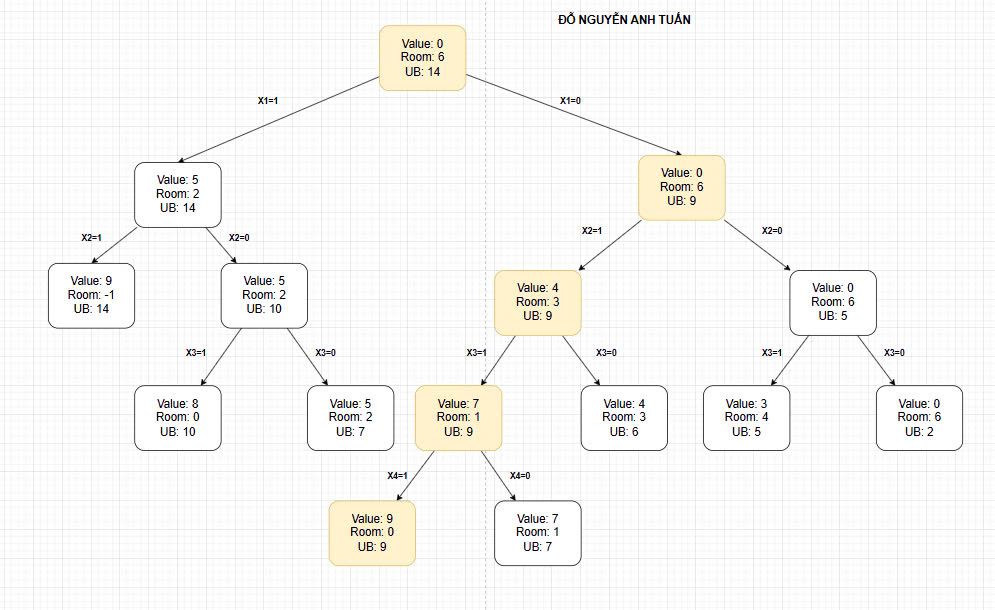 ĐỖ NGUYỄN ANH TUẤN
Value: 0
Room: 6
UB: 14
X1=1
X1=0
Value: 5
Room: 2
UB: 14
Value: 0
Room: 6
UB: 9
X2=1
X2=0
X2=1
X2=0
Value: 9
Room: -1
UB: 14
Value: 5
Room: 2
UB: 10
Value: 4
Room: 3
UB: 9
Value: 0
Room: 6
UB: 5
X3=1
X3=0
X3=1
X3=0
X3=1
X3=0
Value: 8
Room: 0
UB: 10
Value: 5
Room: 2
UB: 7
Value: 7
Room: 1
UB: 9
Value: 4
Room: 3
UB: 6
Value: 3
Room: 4
UB: 5
Value: 0
Room: 6
UB: 2
X4=1
X4=0
Value: 9
Room: 0
UB: 9
Value: 7
Room: 1
UB: 7